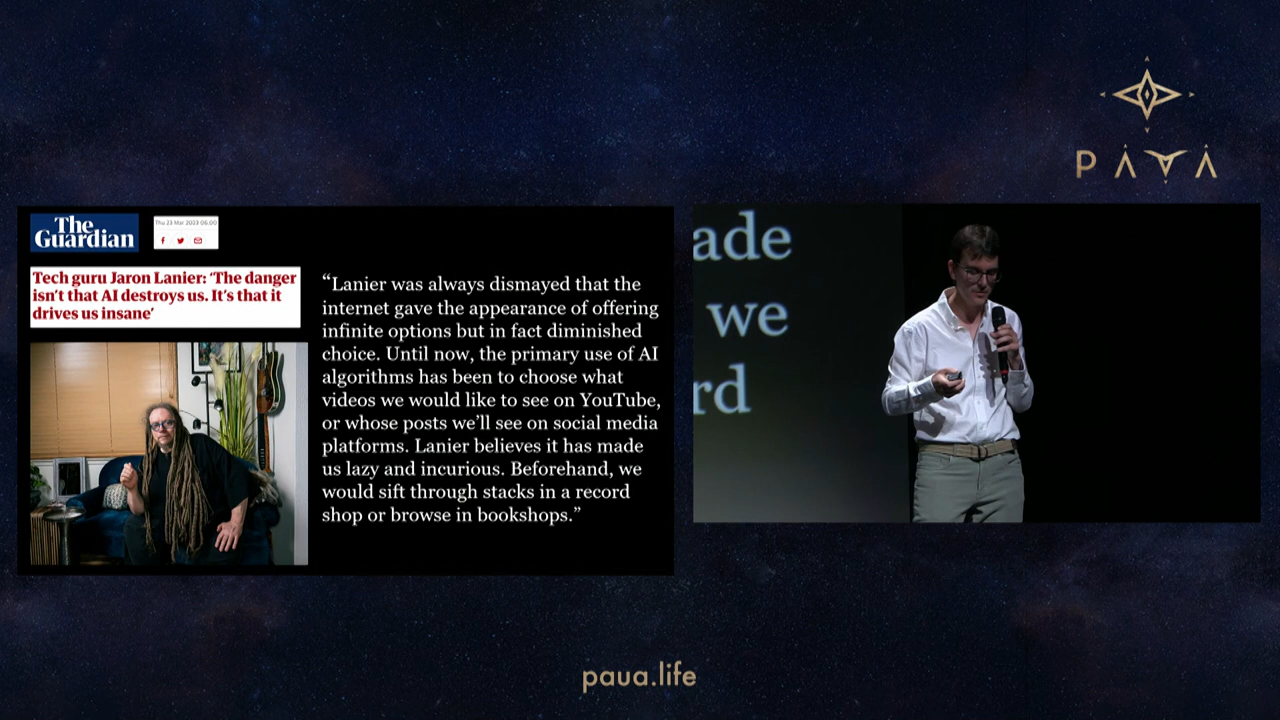 PAUA
The
Guardian
Thu 23 Mar 2023 06.00
Tech guru Jaron Lanier: ‘The danger
isn’t that AI destroys us. It’s that it
drives us insane’
“Lanier was always dismayed that the
internet gave the appearance of offering
infinite options but in fact diminished
choice. Until now, the primary use of AI
algorithms has been to choose what
videos we would like to see on YouTube,
or whose posts we’ll see on social media
platforms. Lanier believes it has made
us lazy and incurious. Beforehand, we
would sift through stacks in a record
shop or browse in bookshops.”
ade
we
rd
paua.life